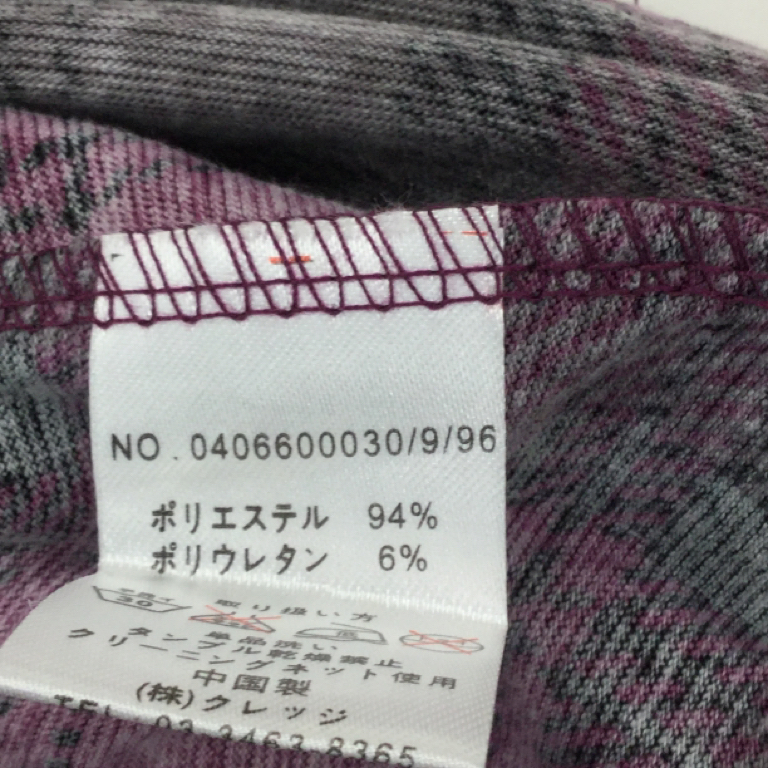 NO.0406600030/9/96
ポリエステル 94%
ポリウレタン 6%
取り扱い方
30
低
単品洗い
タンブル乾燥禁止
クリーニングネット使用
中国製
(株)クレッジ
TEL 03 3463 8365